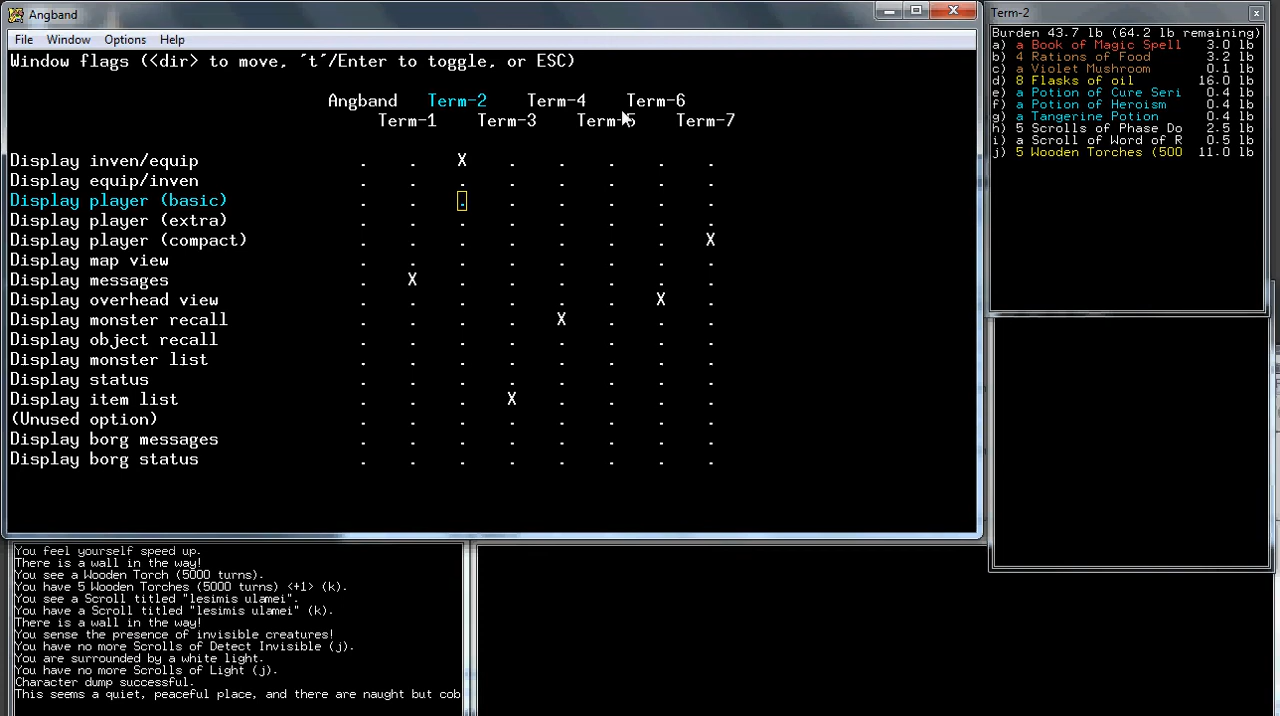 Angband
File Window Options Help
Window flags (<dir> to move, ´t´/Enter to toggle, or ESC)
Angband Term-2 Term-4 Term-6
Term-1 Term-3 Term-5 Term-7
Display inven/equip . . X . . . . .
Display equip/inven . . . . . . . .
Display player (basic) . . . . . . . .
Display player (extra) . . . . . . . .
Display player (compact) . . . . . . . X
Display map view . . . . . . . .
Display messages . X . . . . . .
Display overhead view . . . . . . X .
Display monster recall . . . . X . . .
Display object recall . . . . . . . .
Display monster list . . . . . . . .
Display status . . . . . . . .
Display item list . . . X . . . .
(Unused option) . . . . . . . .
Display borg messages . . . . . . . .
Display borg status . . . . . . . .
Term-2
Burden 43.7 lb (64.2 lb remaining)
a) a Book of Magic Spell 3.0 lb
b) 4 Rations of Food 3.2 lb
c) a Violet Mushroom 0.1 lb
d) 8 Flasks of oil 16.0 lb
e) a Potion of Cure Seri 0.4 lb
f) a Potion of Heroism 0.4 lb
g) a Tangerine Potion 0.4 lb
h) 5 Scrolls of Phase Do 2.5 lb
i) a Scroll of Word of R 0.5 lb
j) 5 Wooden Torches (500 11.0 lb
You feel yourself speed up.
There is a wall in the way!
You see a Wooden Torch (5000 turns).
You have 5 Wooden Torches (5000 turns) <+1> (k).
You see a Scroll titled "lesimis ulamei".
You have a Scroll titled "lesimis ulamei" (k).
There is a wall in the way!
You sense the presence of invisible creatures!
You have no more Scrolls of Detect Invisible (j).
You are surrounded by a white light.
You have no more Scrolls of Light (j).
Character dump successful.
This seems a quiet, peaceful place, and there are naught but cob